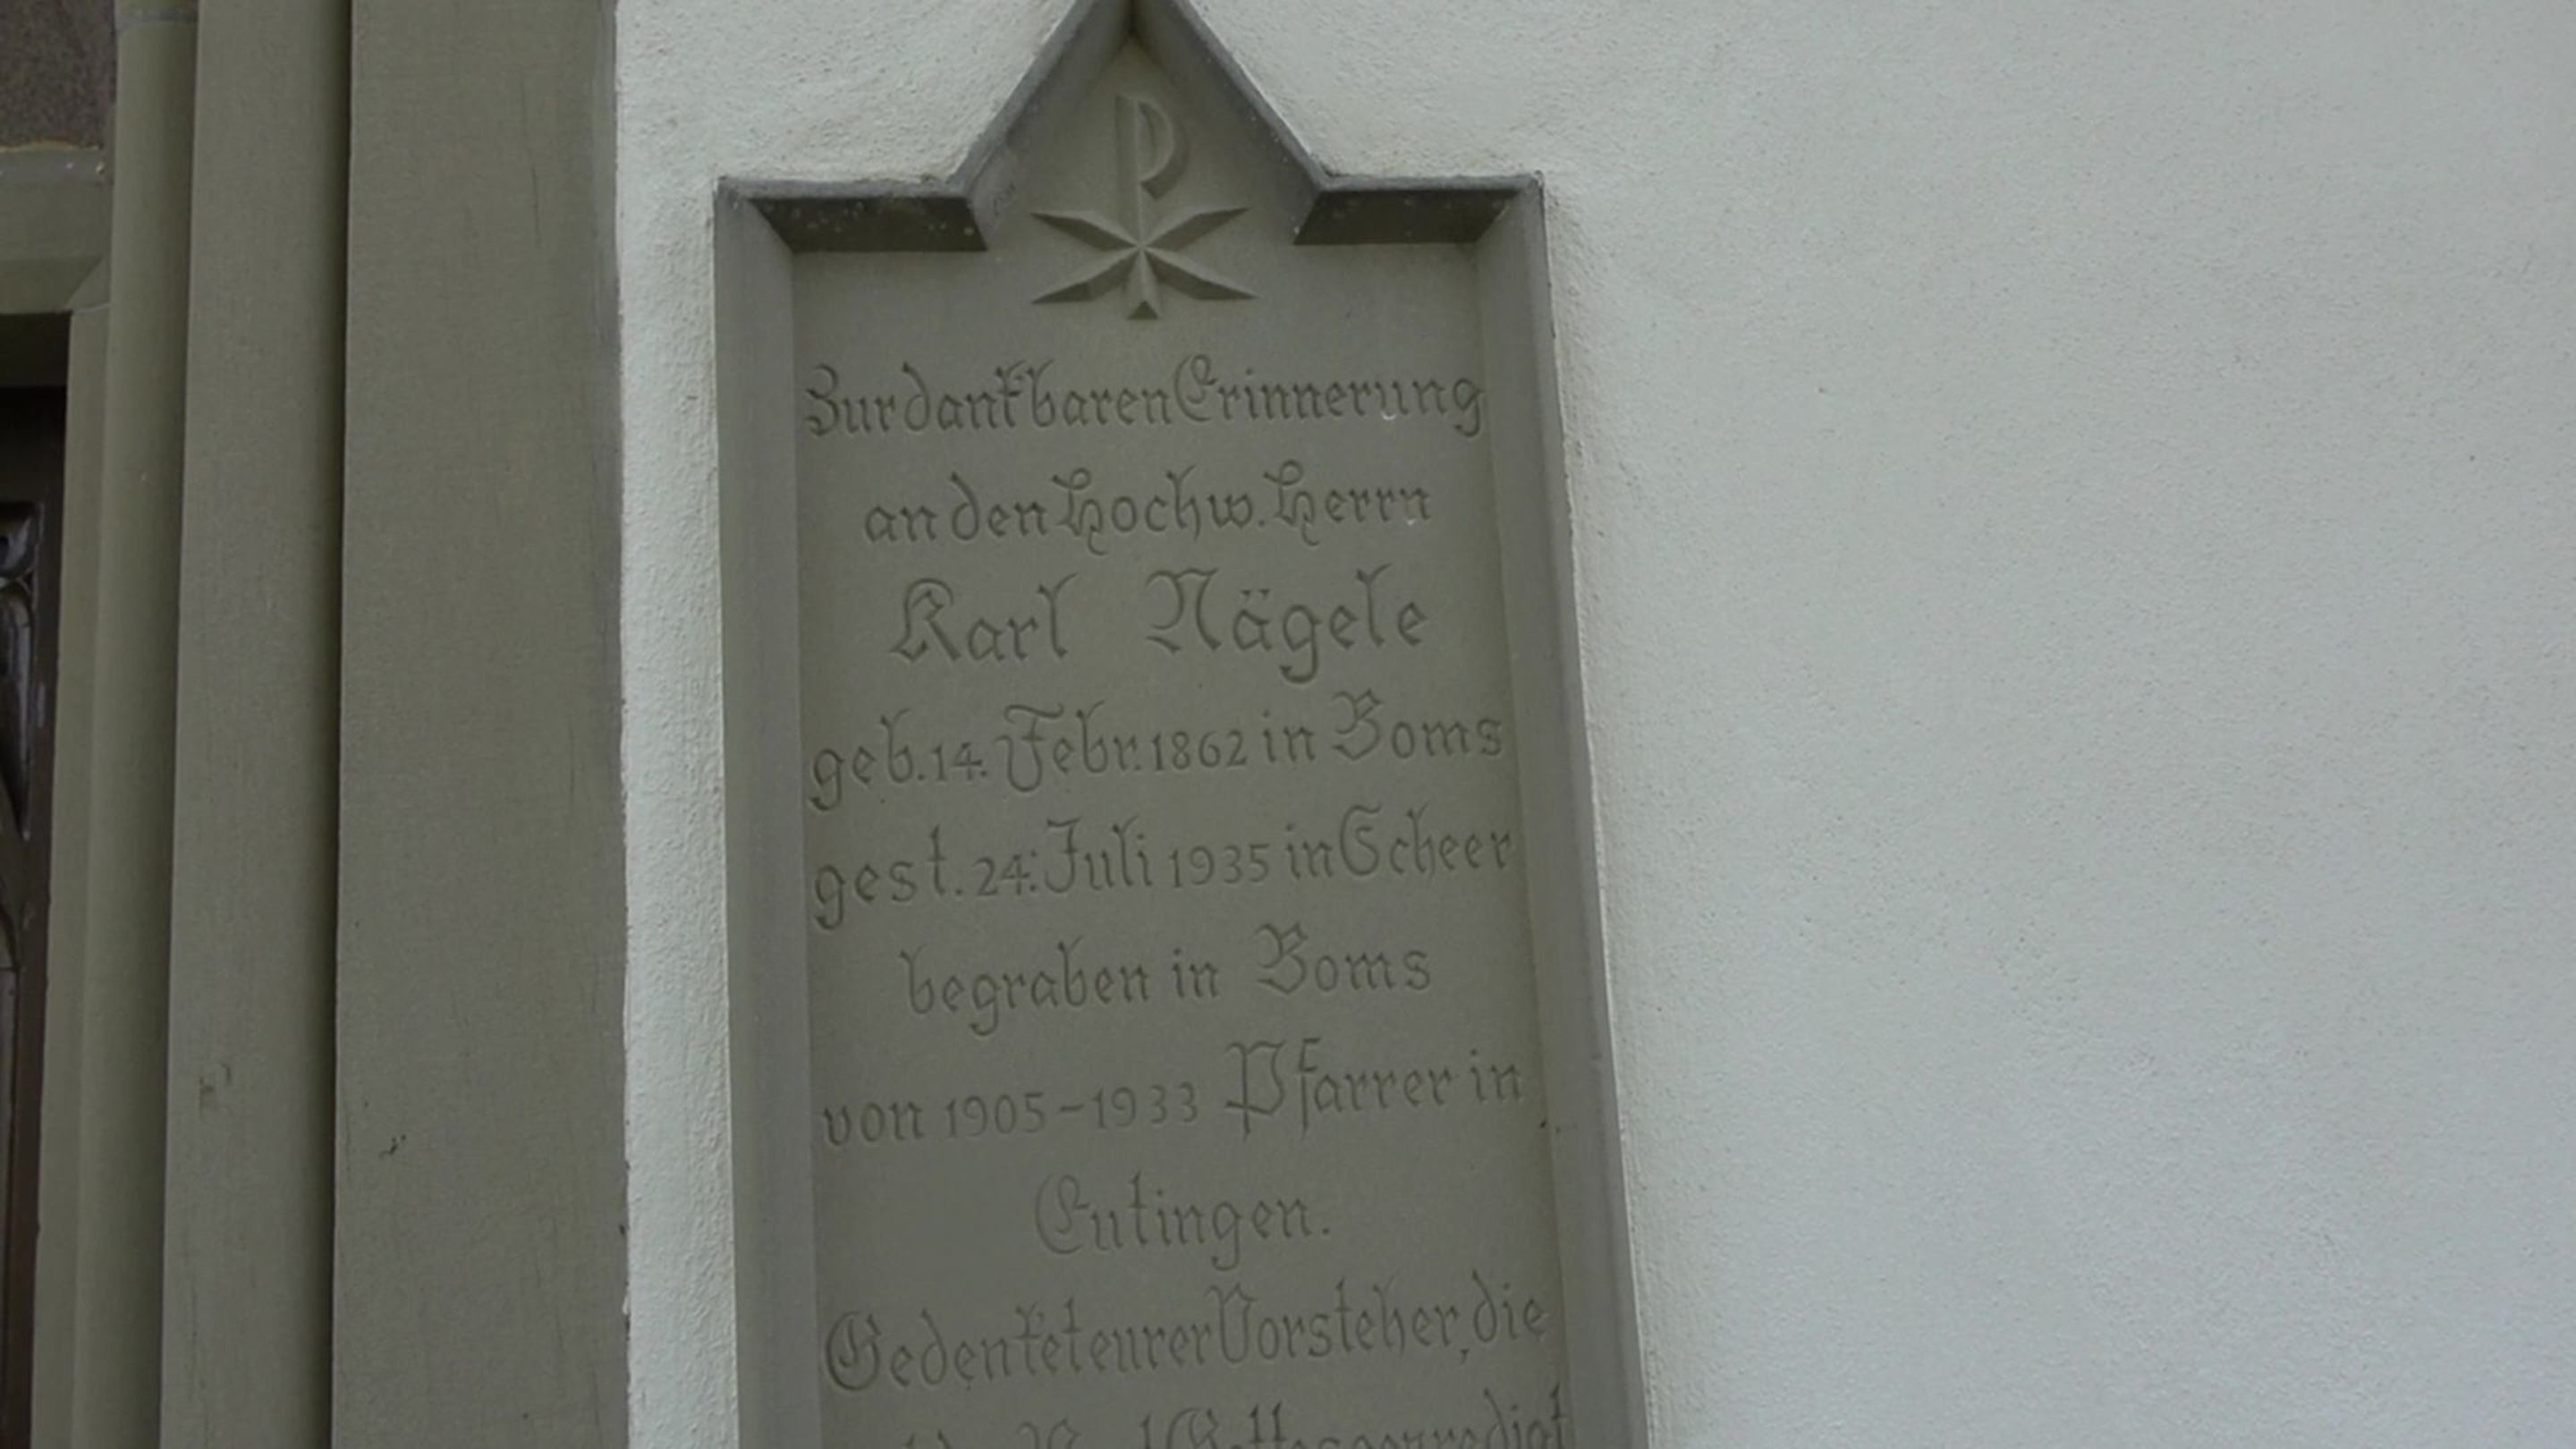 Zur dankbaren Erinnerung
an den Hochw. Herrn
Karl Nägele
geb. 14. Febr. 1862 in Boms
gest. 24. Juli 1935 in Scheer
begraben in Boms
von 1905-1933 Pfarrer in
Eutingen.
Gedenket eurer Vorsteher, die